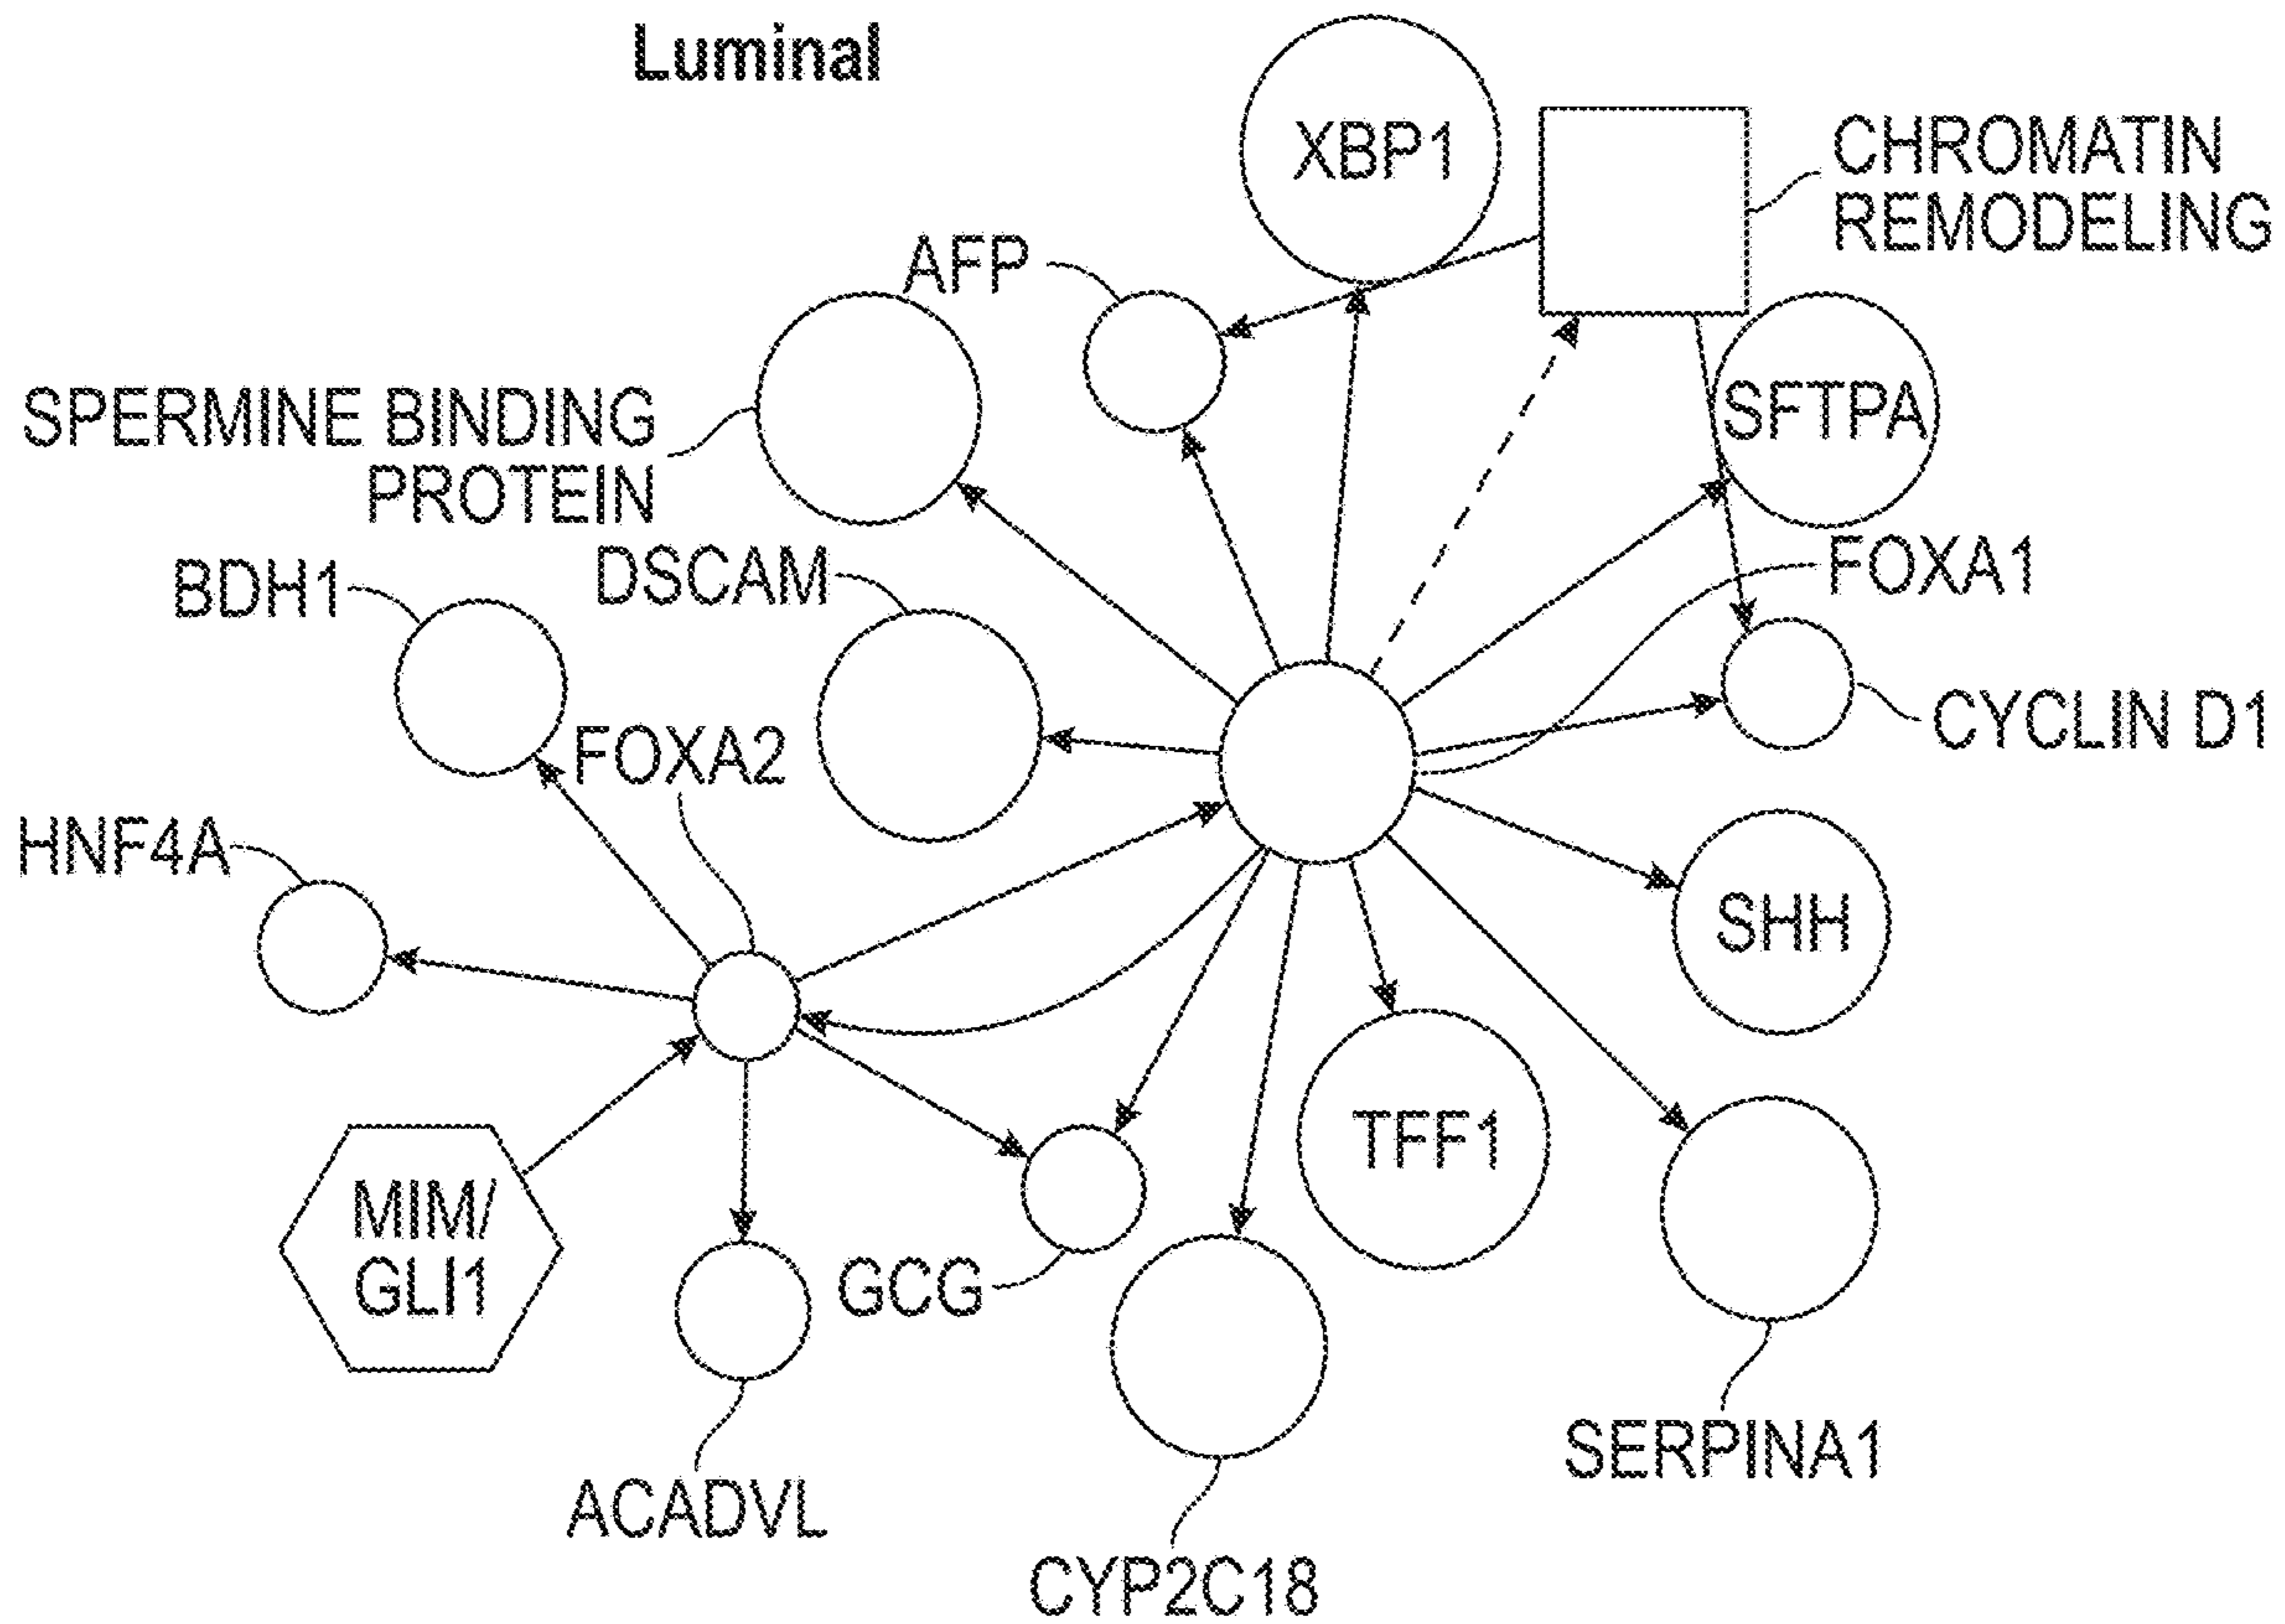 Luminal
XBP1
CHROMATIN
REMODELING
AFP
SPERMINE BINDING
PROTEIN
SFTPA
DSCAM
FOXA1
BDH1
CYCLIN D1
FOXA2
HNF4A
SHH
TFF1
MIM/
GLI1
GCG
SERPINA1
ACADVL
CYP2C18